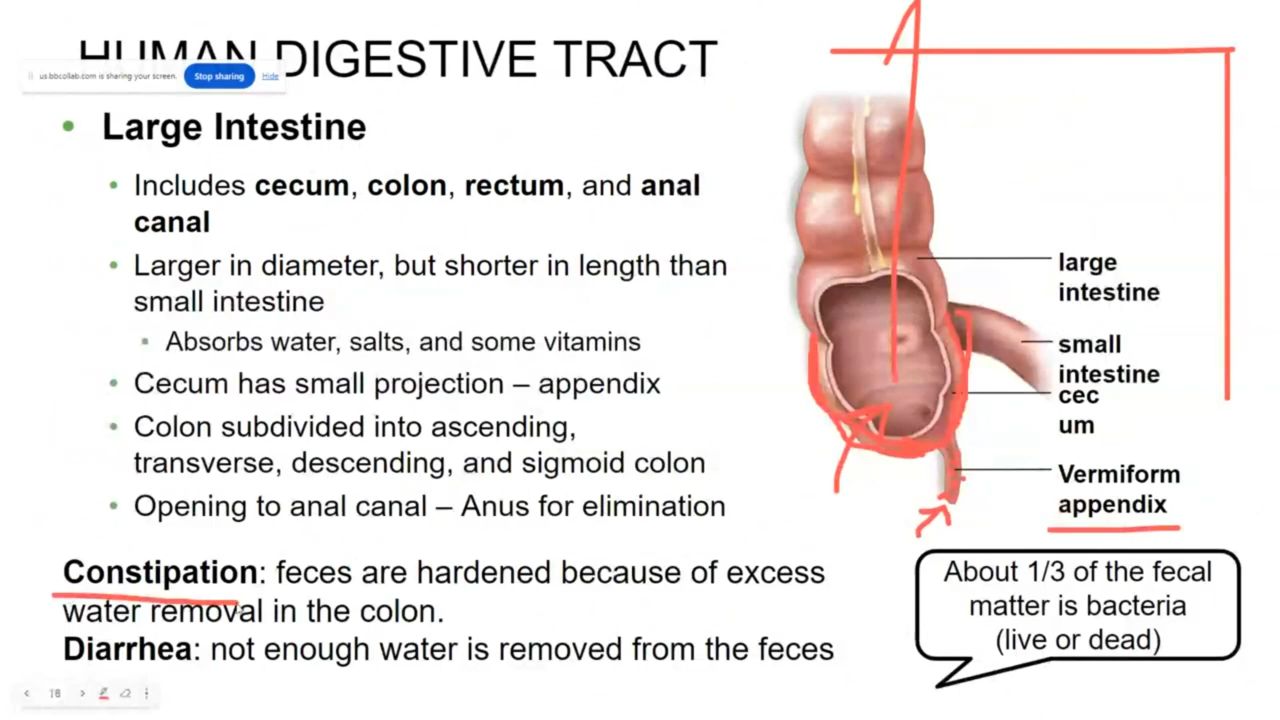 HUMAN DIGESTIVE TRACT
us.bbcollab.com is sharing your screen.
Stop sharing
Hide
• Large Intestine
• Includes cecum, colon, rectum, and anal
canal
• Larger in diameter, but shorter in length than
small intestine
• Absorbs water, salts, and some vitamins
• Cecum has small projection – appendix
• Colon subdivided into ascending,
transverse, descending, and sigmoid colon
• Opening to anal canal – Anus for elimination
large
intestine
small
intestine
cec
um
Vermiform
appendix
Constipation: feces are hardened because of excess
water removal in the colon.
Diarrhea: not enough water is removed from the feces
About 1/3 of the fecal
matter is bacteria
(live or dead)
16